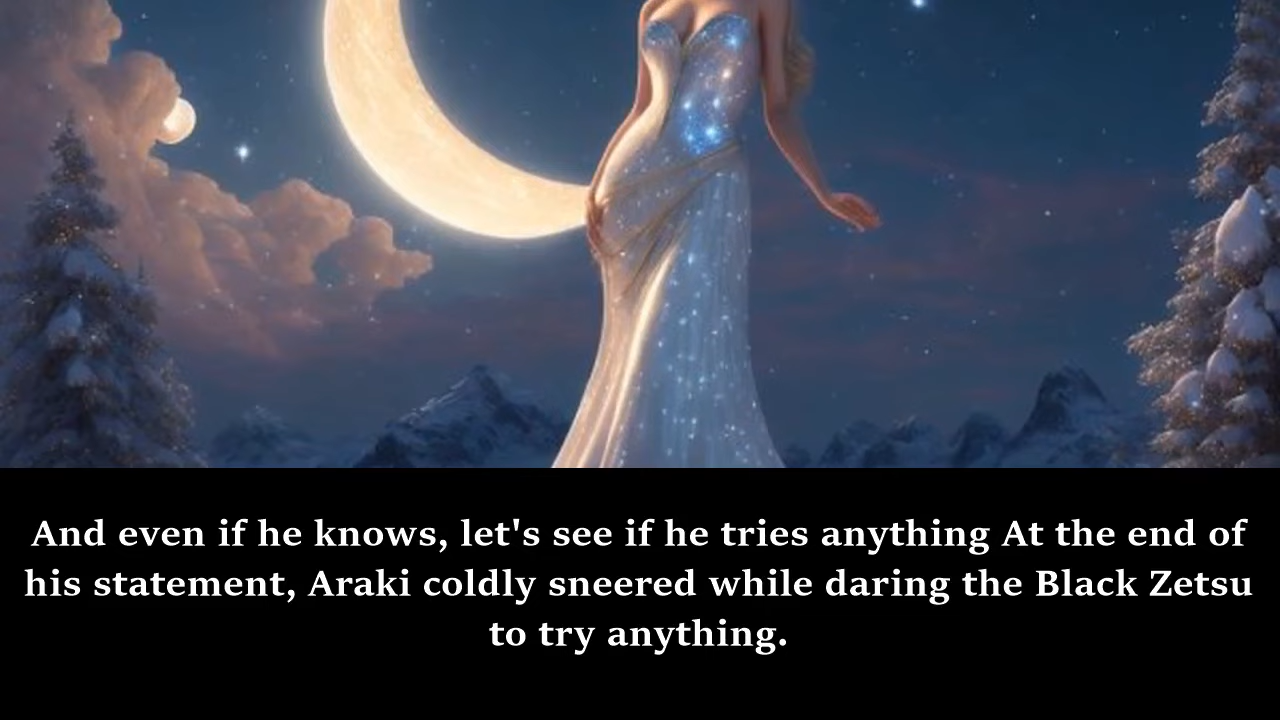 And even if he knows, let's see if he tries anything At the end of
his statement, Araki coldly sneered while daring the Black Zetsu
to try anything.